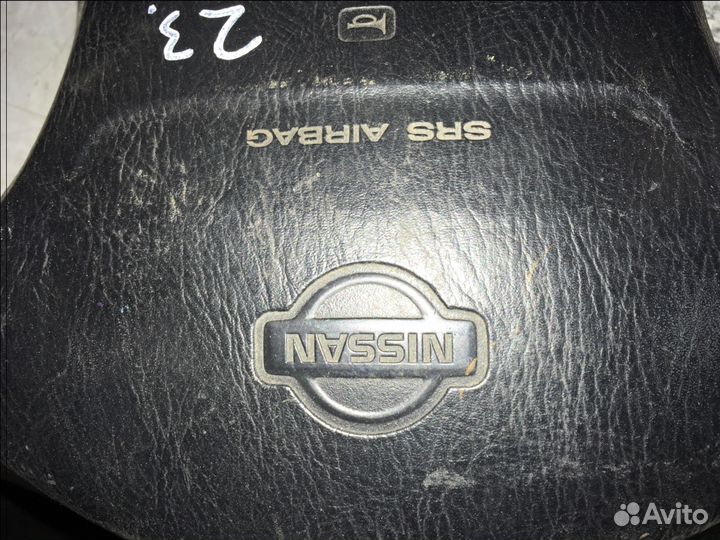 23.
SRS AIRBAG
NISSAN
Avito